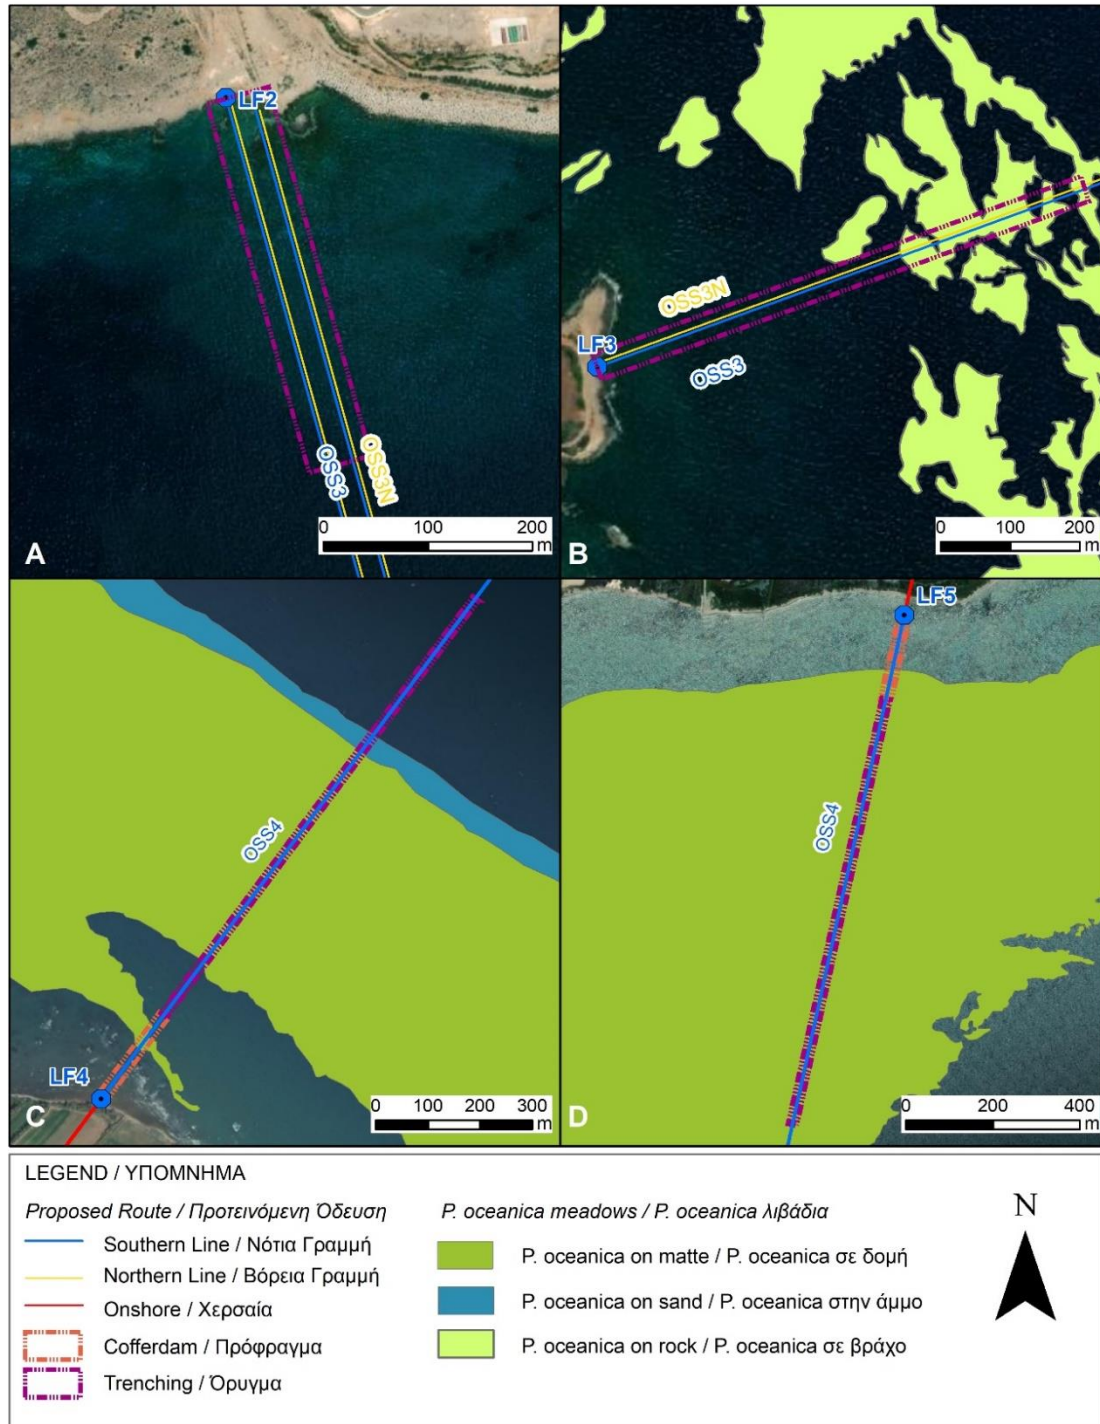 LF2
OSS3
OSS3N
0 100 200
m
A
OSS3N
LF3
OSS3
0 100 200
m
B
OSS4
LF4
0 100 200 300
m
C
LF5
OSS4
0 200 400
m
D
LEGEND / ΥΠΟΜΝΗΜΑ
Proposed Route / Προτεινόμενη Όδευση
Southern Line / Νότια Γραμμή
Northern Line / Βόρεια Γραμμή
Onshore / Χερσαία
Cofferdam / Πρόφραγμα
Trenching / Όρυγμα
P. oceanica meadows / P. oceanica λιβάδια
P. oceanica on matte / P. oceanica σε δομή
P. oceanica on sand / P. oceanica στην άμμο
P. oceanica on rock / P. oceanica σε βράχο
N